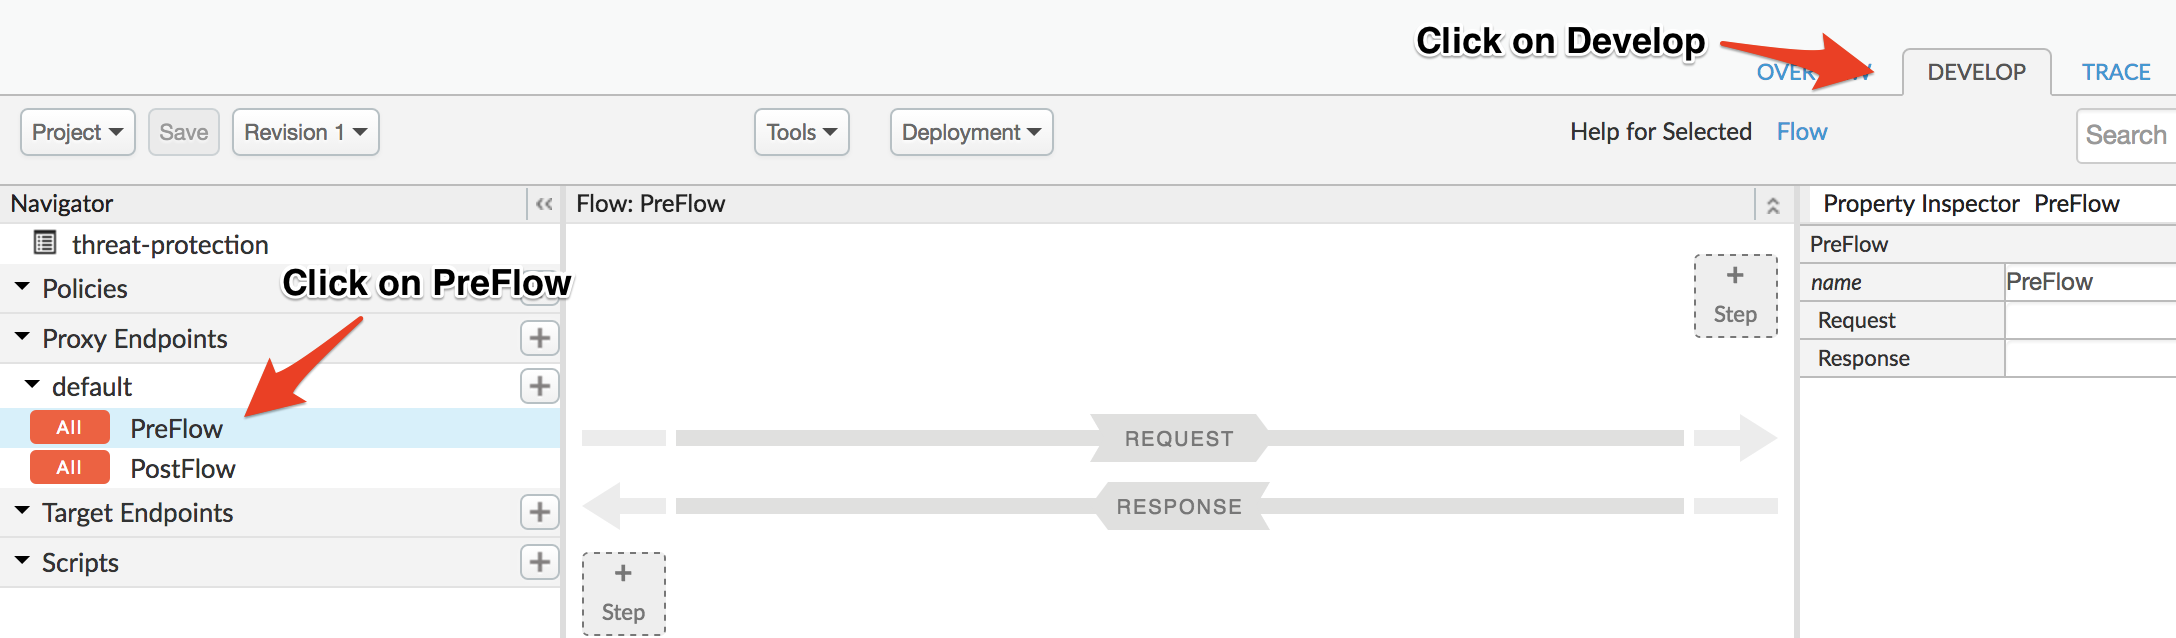 Click on Develop
OVERVIEW
DEVELOP
TRACE
Project
Save
Revision 1
Tools
Deployment
Help for Selected Flow
Search
Navigator
Flow: PreFlow
Property Inspector PreFlow
threat-protection
PreFlow
Click on PreFlow
Policies
+
Step
name PreFlow
Request
Proxy Endpoints
Response
default
All PreFlow
REQUEST
All PostFlow
RESPONSE
Target Endpoints
Scripts
+
Step